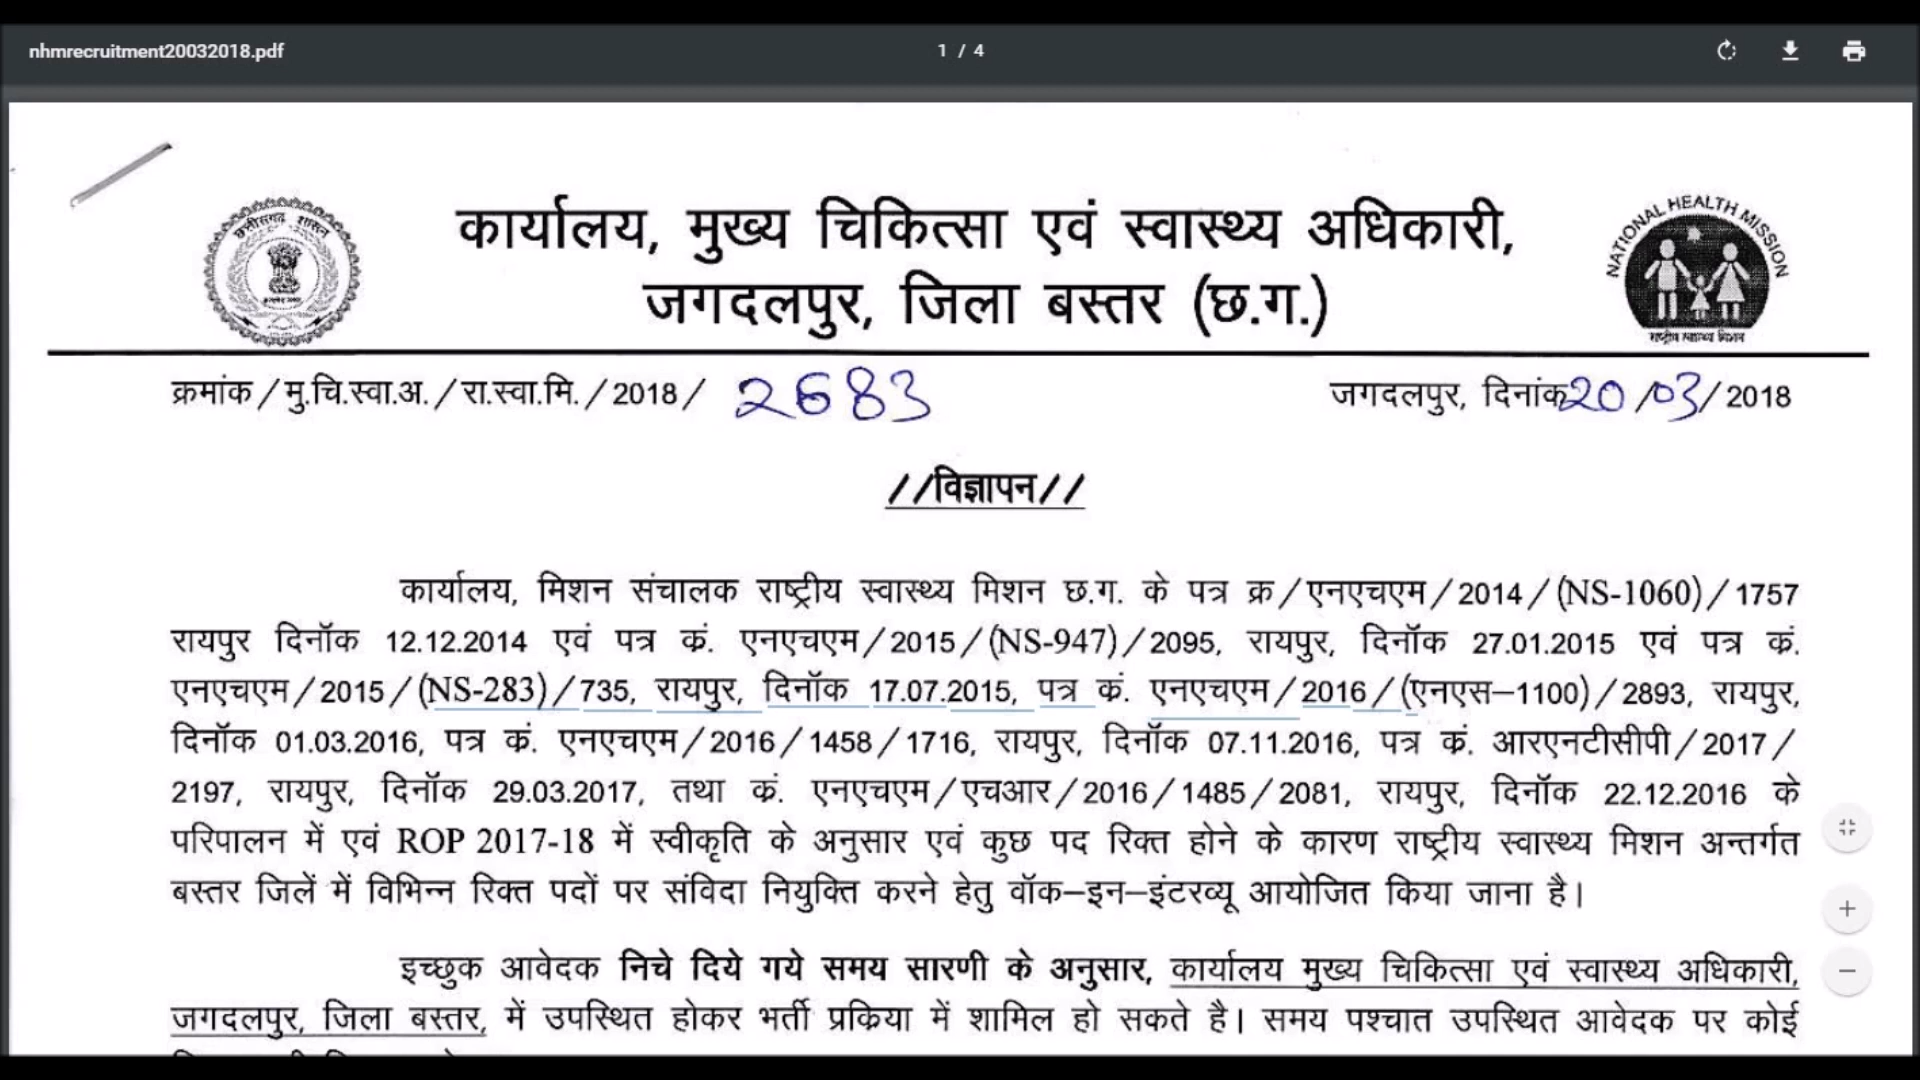 nhmrecruitment20032018.pdf
1 / 4
छत्तीसगढ़ शासन
NATIONAL HEALTH MISSION
राष्ट्रीय स्वास्थ्य मिशन
कार्यालय, मुख्य चिकित्सा एवं स्वास्थ्य अधिकारी,
जगदलपुर, जिला बस्तर (छ.ग.)
क्रमांक / मु.चि.स्वा.अ. / रा.स्वा.मि. / 2018 / 2683
जगदलपुर, दिनांक 20 / 03 / 2018
//विज्ञापन//
कार्यालय, मिशन संचालक राष्ट्रीय स्वास्थ्य मिशन छ.ग. के पत्र क्र / एनएचएम / 2014 / (NS-1060) / 1757
रायपुर दिनॉक 12.12.2014 एवं पत्र कं. एनएचएम / 2015 / (NS-947) / 2095, रायपुर, दिनॉक 27.01.2015 एवं पत्र कं.
एनएचएम / 2015 / (NS-283) / 735, रायपुर, दिनॉक 17.07.2015, पत्र कं. एनएचएम / 2016 / (एनएस–1100) / 2893, रायपुर,
दिनॉक 01.03.2016, पत्र कं. एनएचएम / 2016 / 1458 / 1716, रायपुर, दिनॉक 07.11.2016, पत्र कं. आरएनटीसीपी / 2017 /
2197, रायपुर, दिनॉक 29.03.2017, तथा कं. एनएचएम / एचआर / 2016 / 1485 / 2081, रायपुर, दिनॉक 22.12.2016 के
परिपालन में एवं ROP 2017-18 में स्वीकृति के अनुसार एवं कुछ पद रिक्त होने के कारण राष्ट्रीय स्वास्थ्य मिशन अन्तर्गत
बस्तर जिलें में विभिन्न रिक्त पदों पर संविदा नियुक्ति करने हेतु वॉक–इन–इंटरव्यू आयोजित किया जाना है।
इच्छुक आवेदक निचे दिये गये समय सारणी के अनुसार, कार्यालय मुख्य चिकित्सा एवं स्वास्थ्य अधिकारी,
जगदलपुर, जिला बस्तर, में उपस्थित होकर भर्ती प्रकिया में शामिल हो सकते है। समय पश्चात उपस्थित आवेदक पर कोई